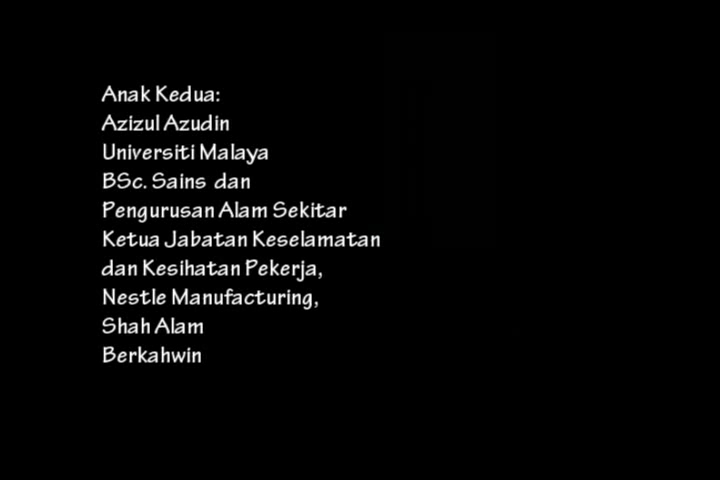 Anak Kedua:
Azizul Azudin
Universiti Malaya
BSc. Sains dan
Pengurusan Alam Sekitar
Ketua Jabatan Keselamatan
dan Kesihatan Pekerja,
Nestle Manufacturing,
Shah Alam
Berkahwin